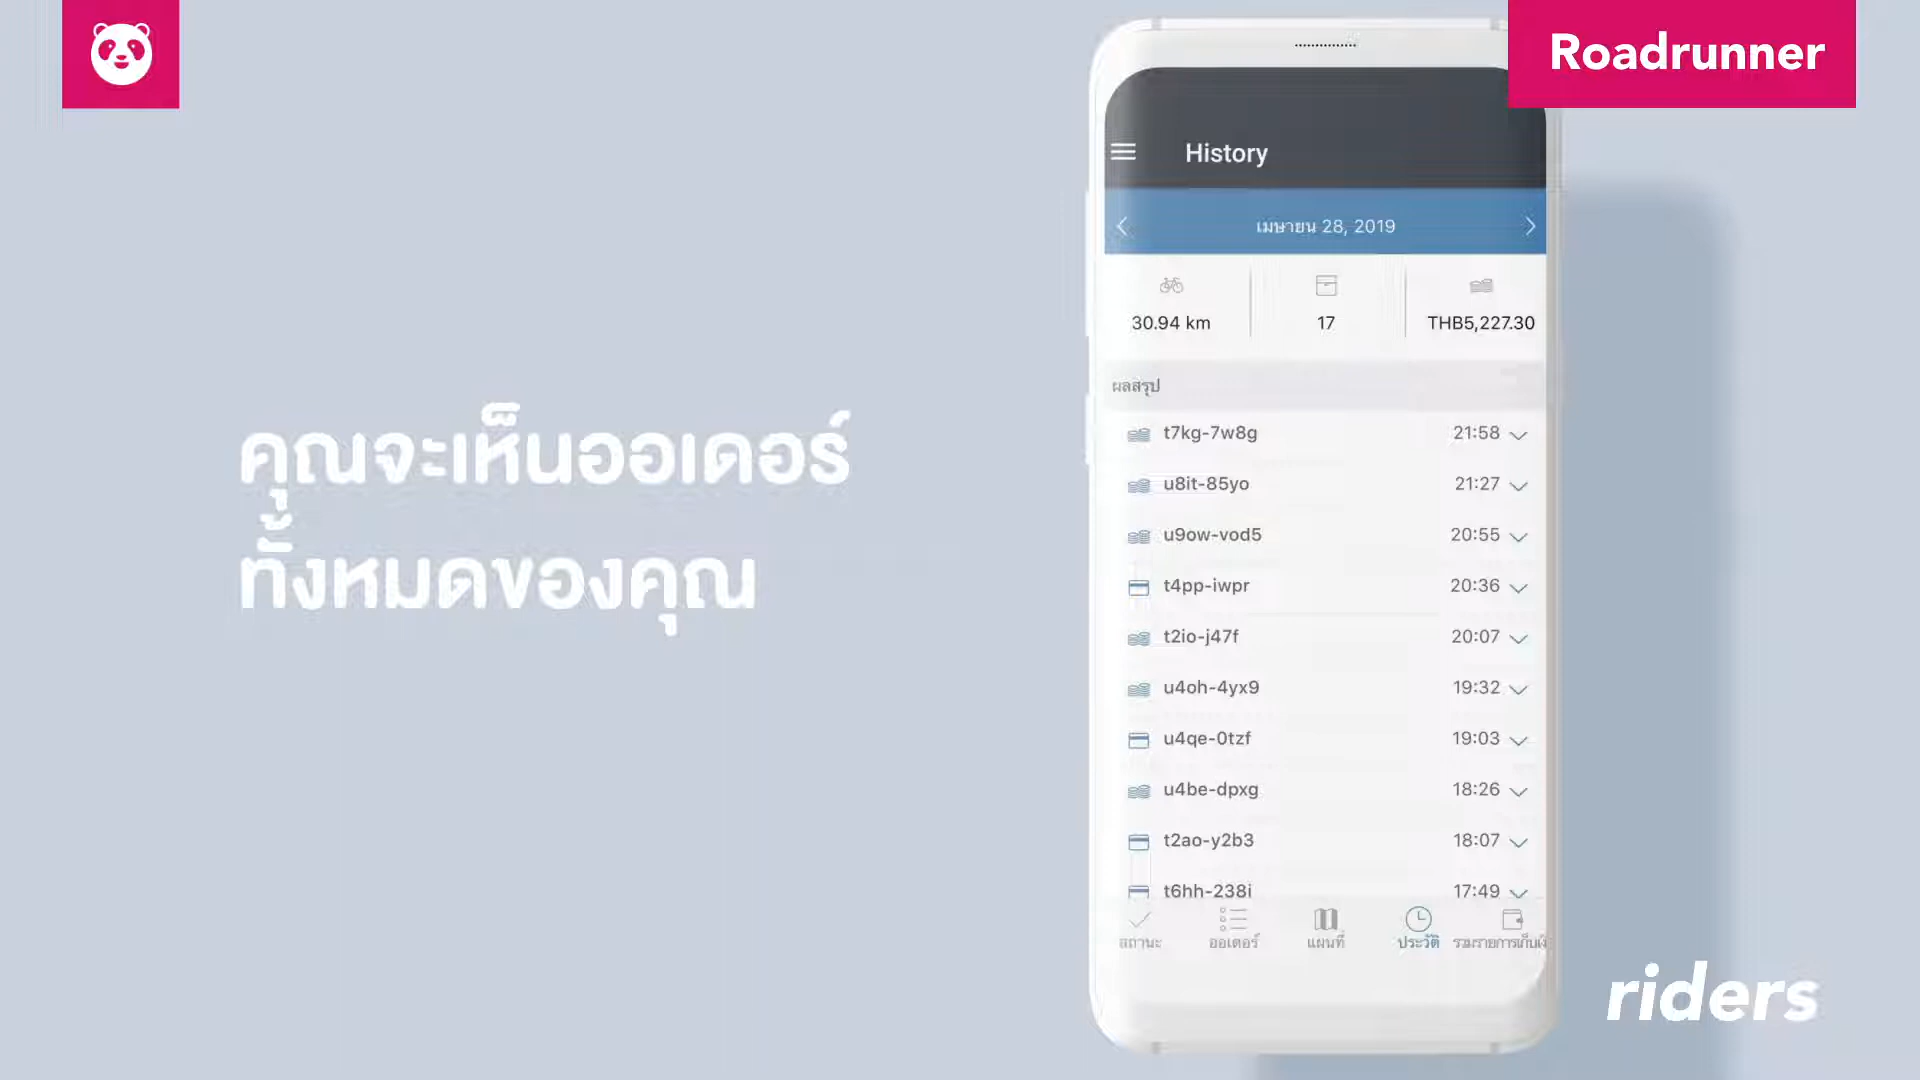 Roadrunner
History
เมษายน 28, 2019
30.94 km
17
THB5,227.30
ผลสรุป
t7kg-7w8g 21:58
u8it-85yo 21:27
u9ow-vod5 20:55
t4pp-iwpr 20:36
t2io-j47f 20:07
u4oh-4yx9 19:32
u4qe-0tzf 19:03
u4be-dpxg 18:26
t2ao-y2b3 18:07
t6hh-238i 17:49
สถานะ ออเดอร์ แผนที่ ประวัติ
คุณจะเห็นออเดอร์
ทั้งหมดของคุณ
riders